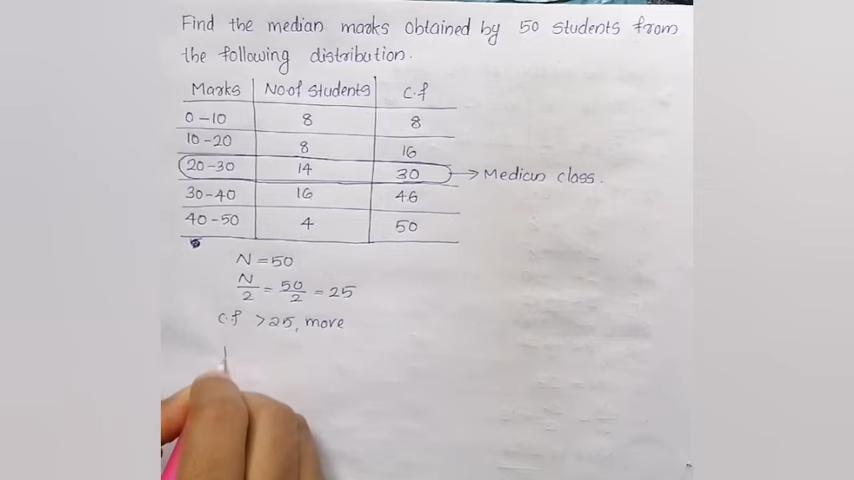 Find the median marks obtained by 50 students from
the following distribution.
Marks No of students C.f
0-10 8 8
10-20 8 16
20-30 14 30 → Median class.
30-40 16 46
40-50 4 50
N = 50
N/2 = 50/2 = 25
C.f > 25, move